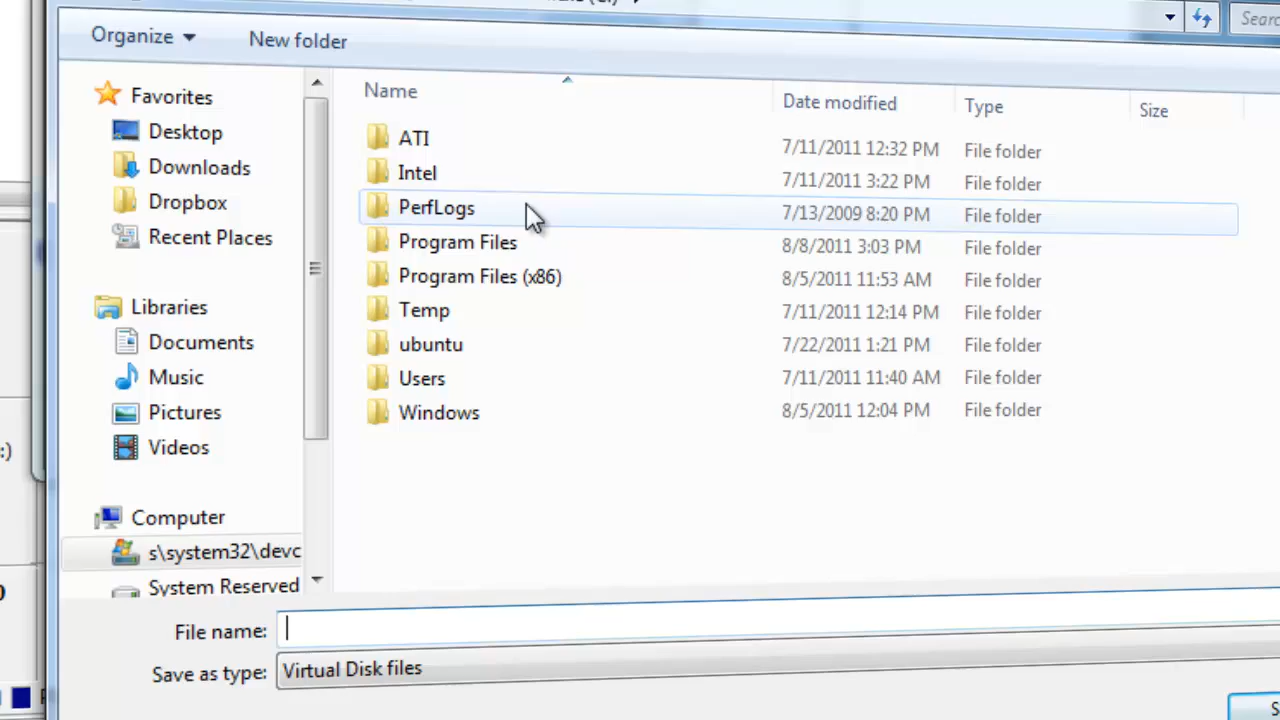 Organize New folder Searc
Name Date modified Type Size
Favorites
Desktop
Downloads
Dropbox
Recent Places
Libraries
Documents
Music
Pictures
Videos
Computer
s\system32\devc
System Reserved
ATI 7/11/2011 12:32 PM File folder
Intel 7/11/2011 3:22 PM File folder
PerfLogs 7/13/2009 8:20 PM File folder
Program Files 8/8/2011 3:03 PM File folder
Program Files (x86) 8/5/2011 11:53 AM File folder
Temp 7/11/2011 12:14 PM File folder
ubuntu 7/22/2011 1:21 PM File folder
Users 7/11/2011 11:40 AM File folder
Windows 8/5/2011 12:04 PM File folder
File name:
Save as type: Virtual Disk files
:)